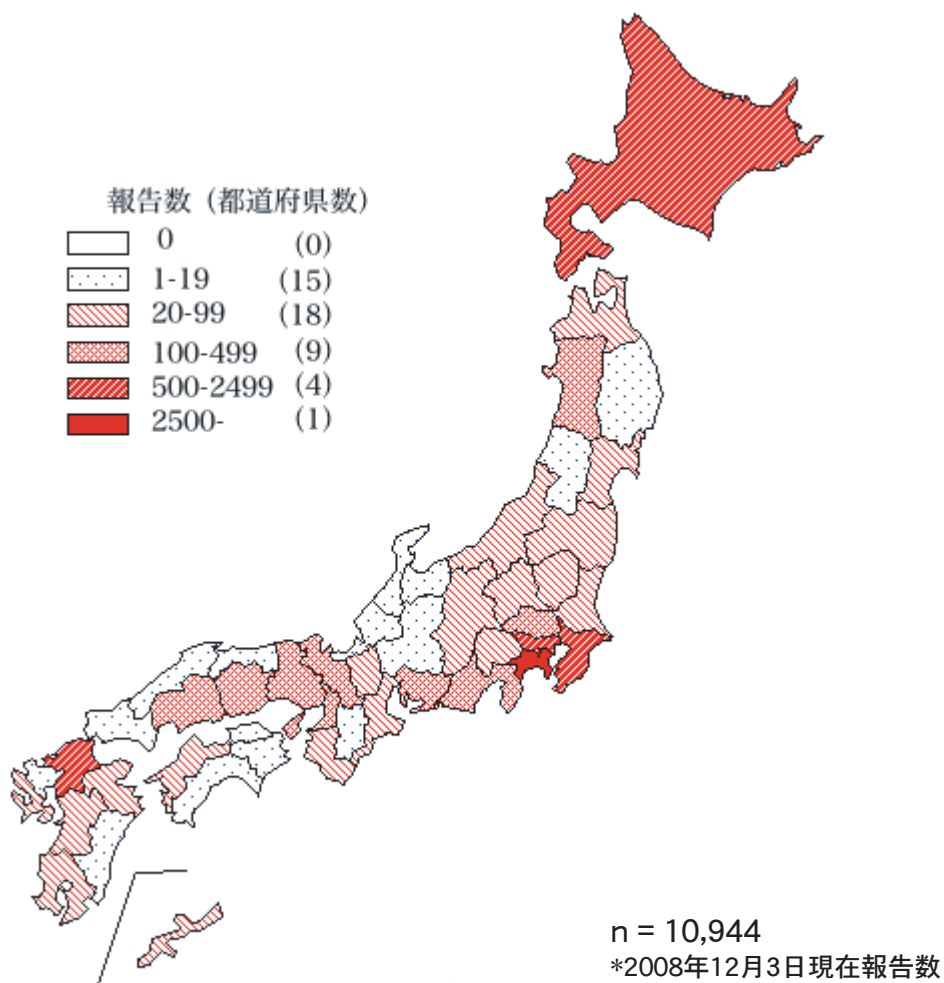 報告数（都道府県数）
0 (0)
1-19 (15)
20-99 (18)
100-499 (9)
500-2499 (4)
2500- (1)
n = 10,944
*2008年12月3日現在報告数